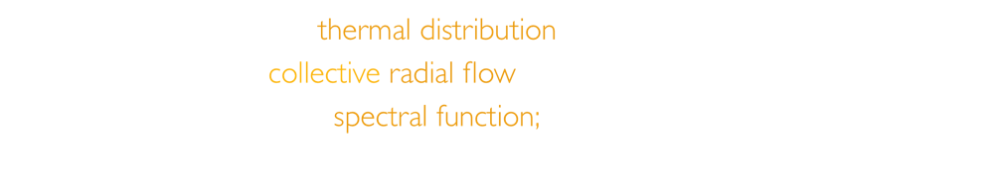 thermal distribution
collective radial flow
spectral function;